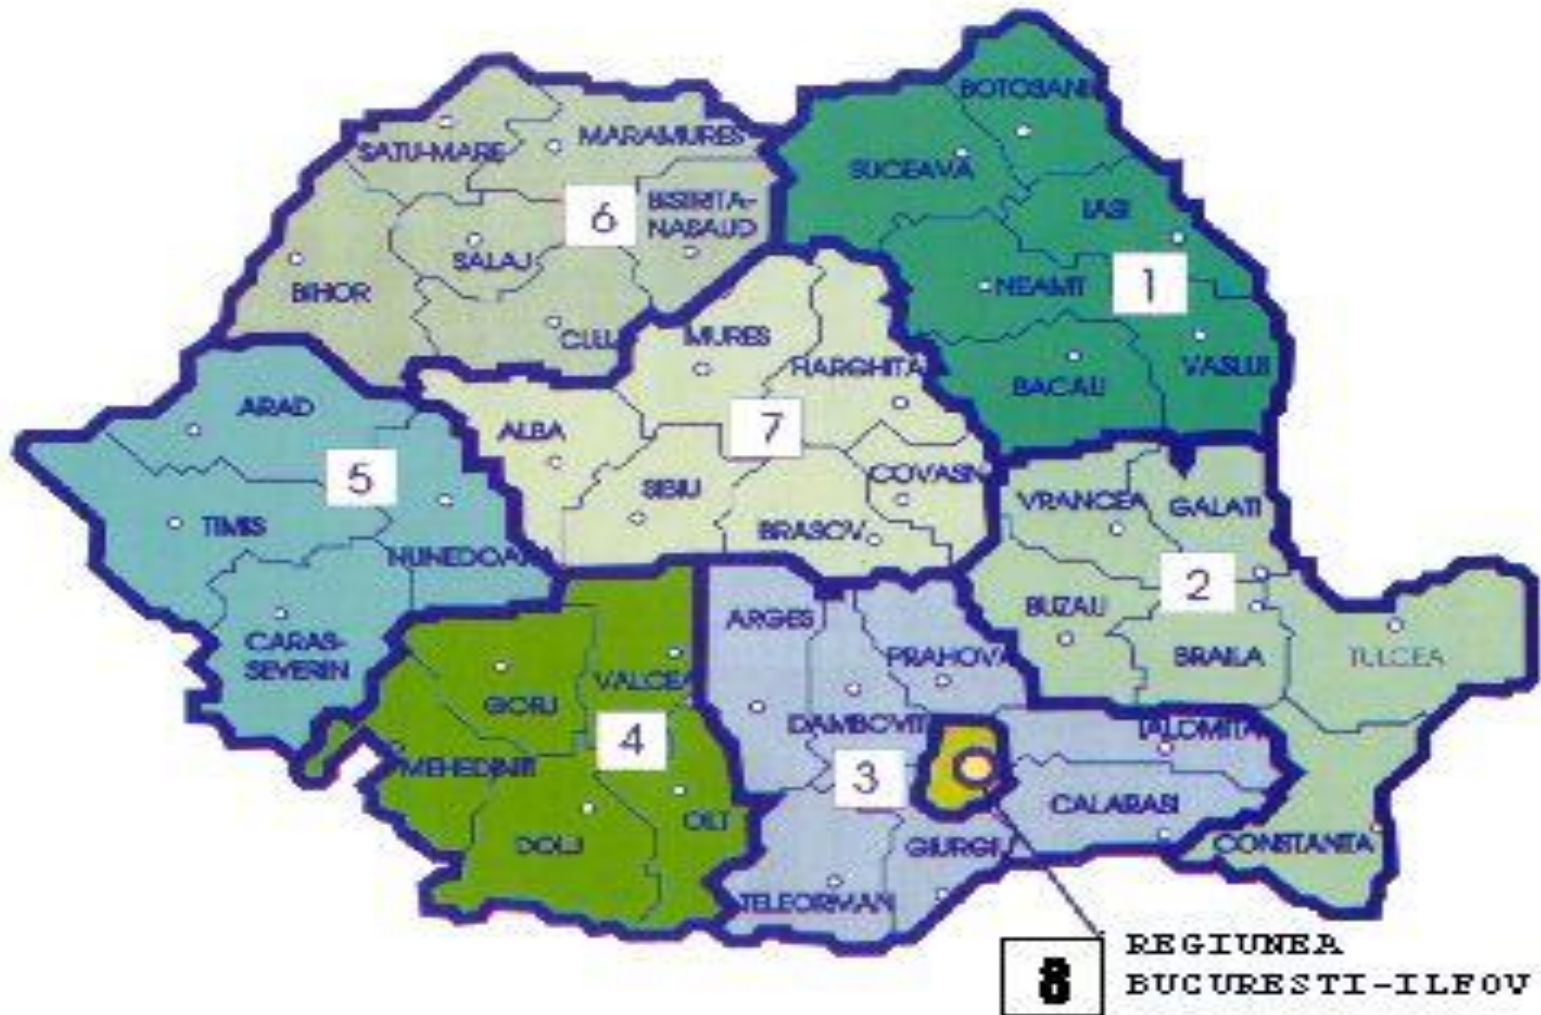 BOTOSANI
SATU-MARE
MARAMURES
SUCEAVA
6
BISTRITA-
NASAUD
IASI
SALAJ
BIHOR
NEAMT
1
CLUJ
MURES
HARGHITA
VASLUI
BACAU
ARAD
ALBA
7
5
SIBIU
COVASN
VRANCEA
GALATI
TIMIS
BRASOV
HUNEDOARA
2
BUZAU
ARGES
CARAS-
SEVERIN
PRAHOVA
BRAILA
TULCEA
VALCEA
GORJ
4
DAMBOVIT
IALOMITA
MEHEDINTI
3
CALARASI
OLT
DOLJ
GIURGIU
CONSTANTA
TELEORMAN
8
REGIUNEA
BUCURESTI-ILFOV